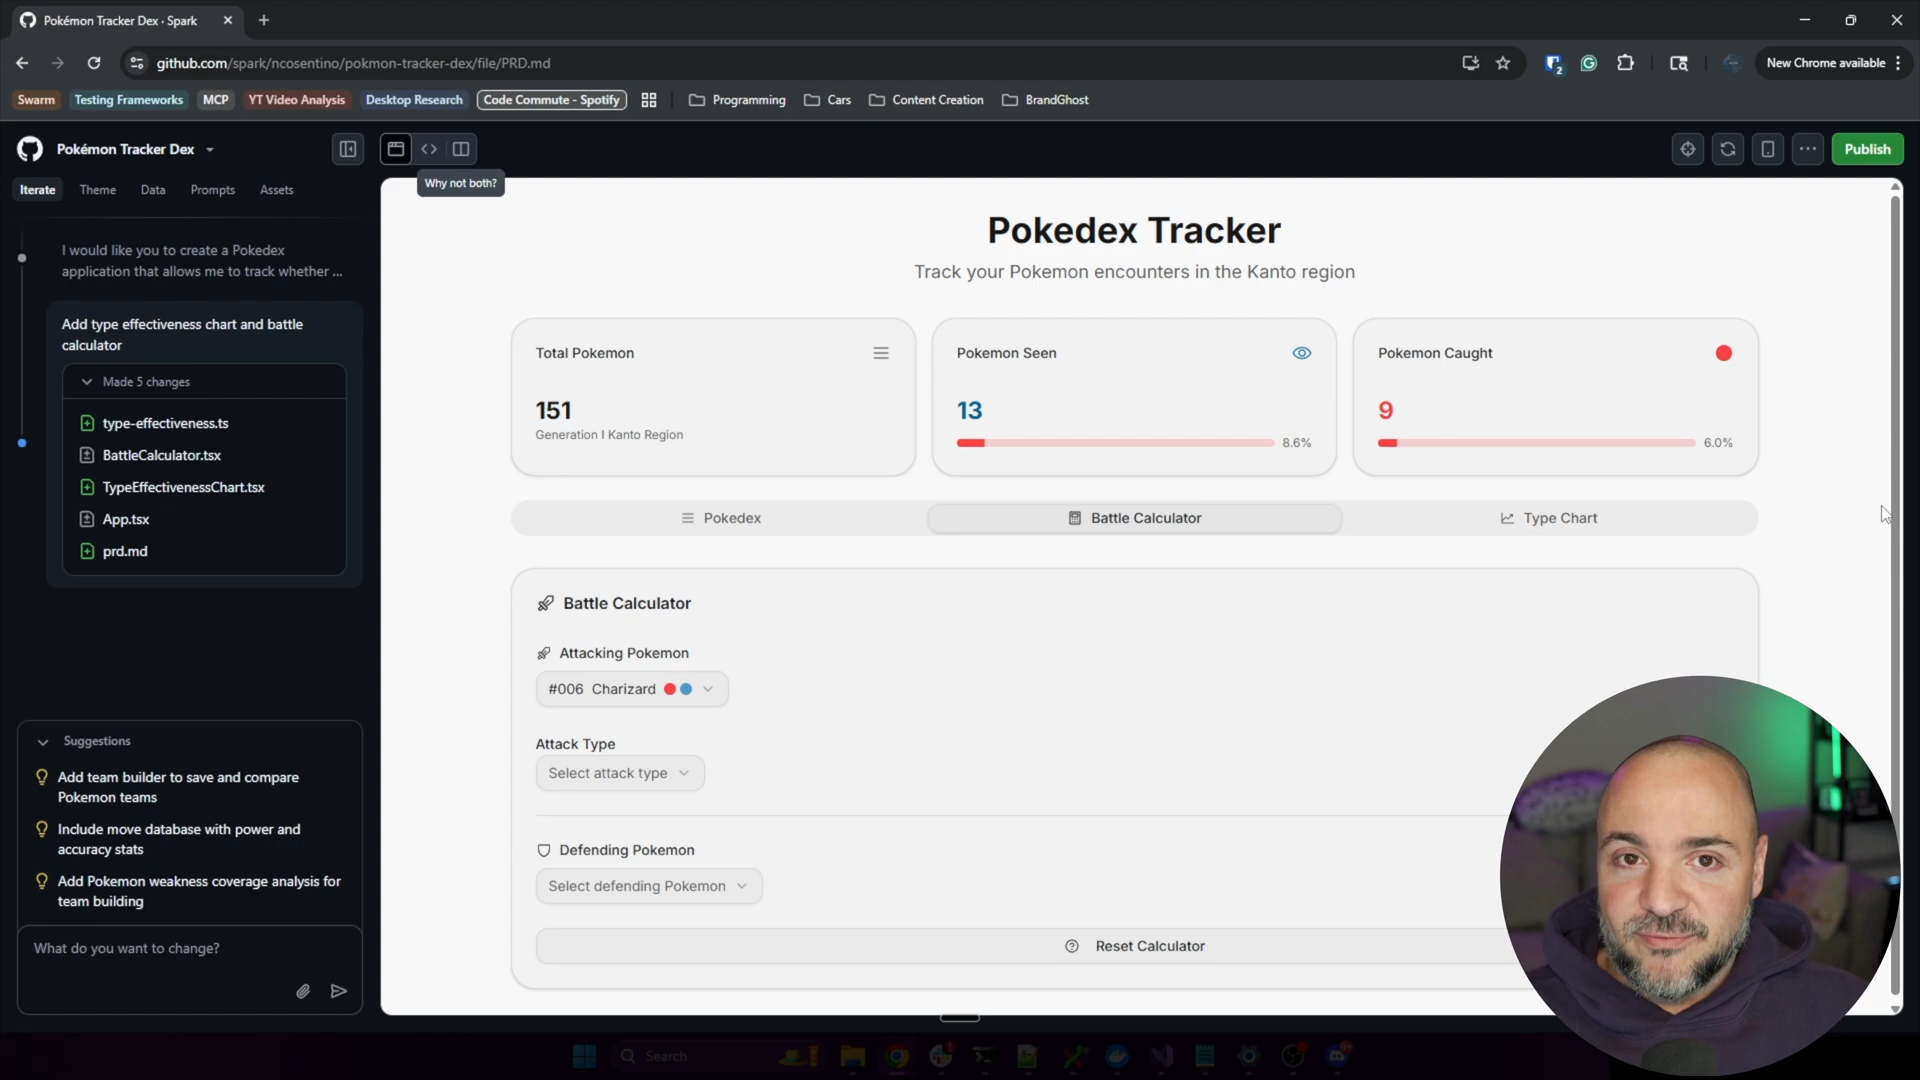 Pokémon Tracker Dex · Spark
github.com/spark/ncosentino/pokmon-tracker-dex/file/PRD.md
2
New Chrome available
Swarm
Testing Frameworks
MCP
YT Video Analysis
Desktop Research
Code Commute - Spotify
Programming
Cars
Content Creation
BrandGhost
Pokémon Tracker Dex
Publish
Iterate
Theme
Data
Prompts
Assets
Why not both?
I would like you to create a Pokedex
application that allows me to track whether ...
Add type effectiveness chart and battle
calculator
Made 5 changes
type-effectiveness.ts
BattleCalculator.tsx
TypeEffectivenessChart.tsx
App.tsx
prd.md
Suggestions
Add team builder to save and compare
Pokemon teams
Include move database with power and
accuracy stats
Add Pokemon weakness coverage analysis for
team building
What do you want to change?
Pokedex Tracker
Track your Pokemon encounters in the Kanto region
Total Pokemon
151
Generation I Kanto Region
Pokemon Seen
13
8.6%
Pokemon Caught
9
6.0%
Pokedex
Battle Calculator
Type Chart
Battle Calculator
Attacking Pokemon
#006 Charizard
Attack Type
Select attack type
Defending Pokemon
Select defending Pokemon
Reset Calculator
Search